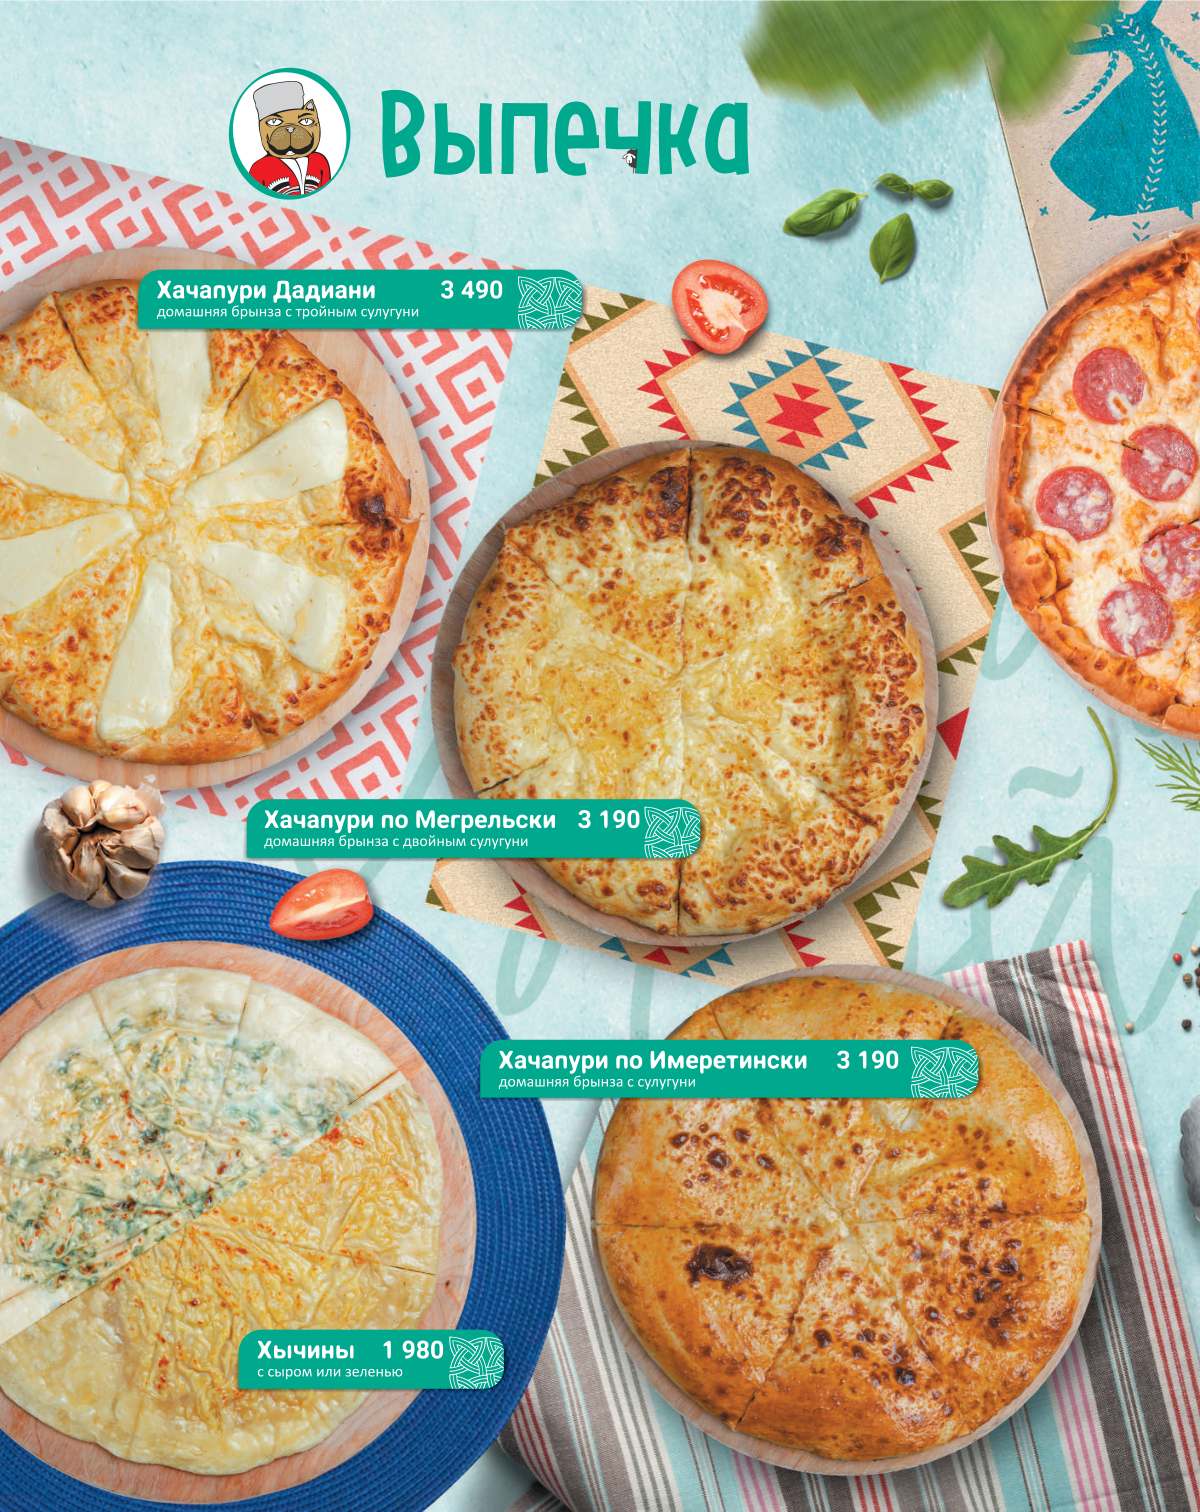 Выпечка
Хачапури Дадиани 3 490
домашняя брынза с тройным сулугуни
Хачапури по Мегрельски 3 190
домашняя брынза с двойным сулугуни
Хачапури по Имеретински 3 190
домашняя брынза с сулугуни
Хычины 1 980
с сыром или зеленью